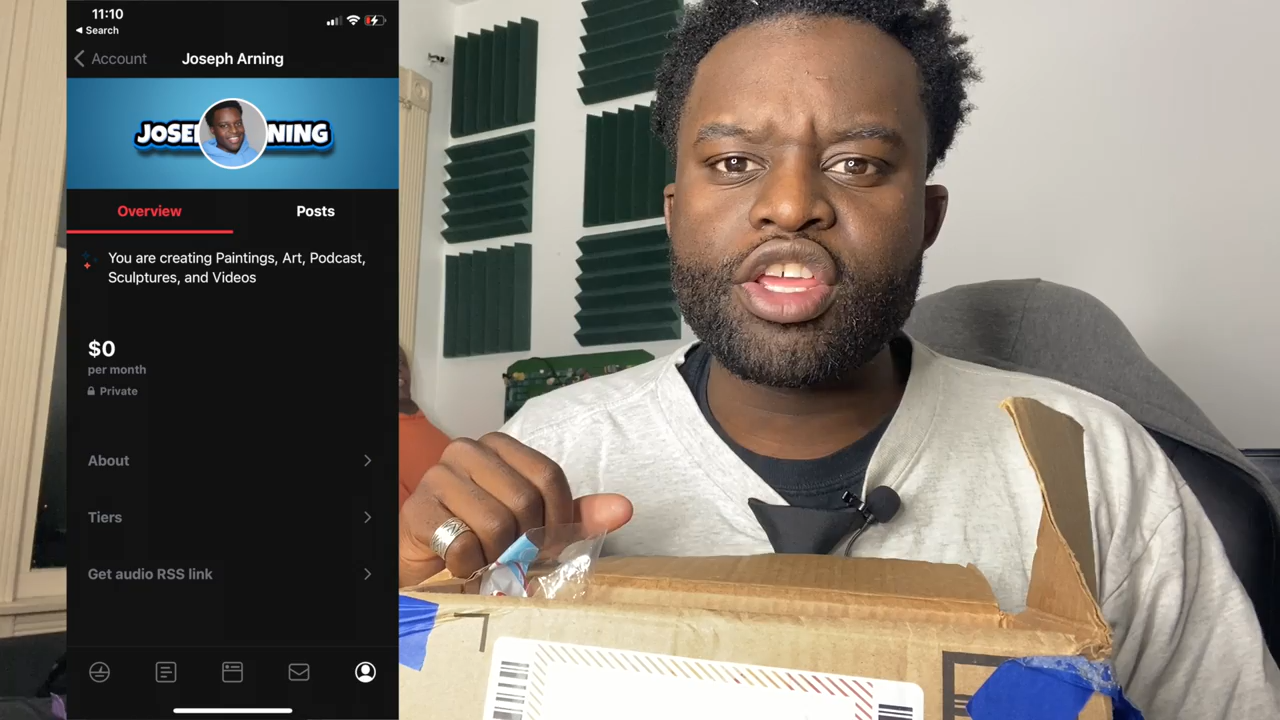 11:10
Search
Account
Joseph Arning
JOSE NING
Overview
Posts
You are creating Paintings, Art, Podcast,
Sculptures, and Videos
$0
per month
Private
About
Tiers
Get audio RSS link